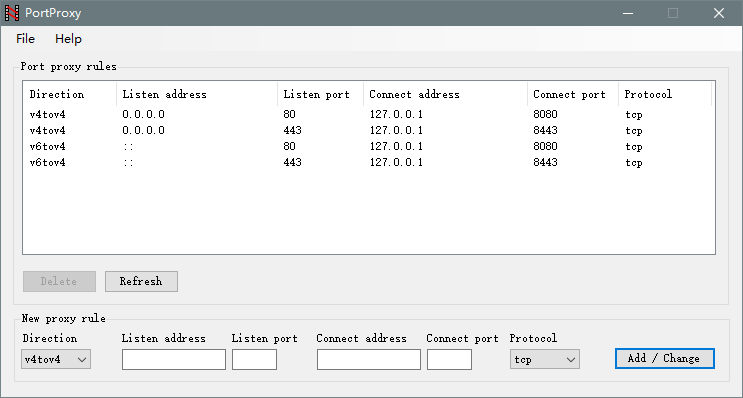 PortProxy
File Help
Port proxy rules
Direction Listen address Listen port Connect address Connect port Protocol
v4tov4 0.0.0.0 80 127.0.0.1 8080 tcp
v4tov4 0.0.0.0 443 127.0.0.1 8443 tcp
v6tov4 :: 80 127.0.0.1 8080 tcp
v6tov4 :: 443 127.0.0.1 8443 tcp
Delete Refresh
New proxy rule
Direction Listen address Listen port Connect address Connect port Protocol
v4tov4 tcp Add / Change